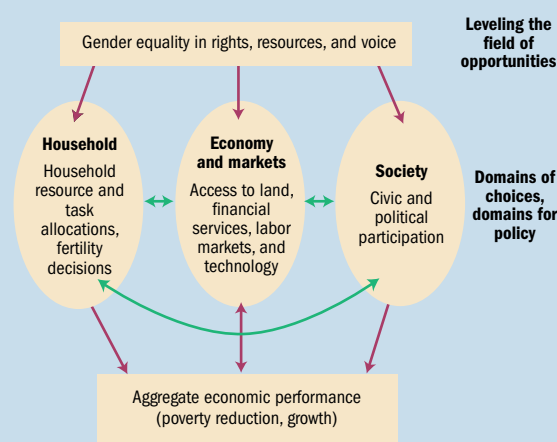 Gender equality in rights, resources, and voice
Leveling the
field of
opportunities
Household
Household
resource and
task
allocations,
fertility
decisions
Economy
and markets
Access to land,
financial
services, labor
markets, and
technology
Society
Civic and
political
participation
Domains of
choices,
domains for
policy
Aggregate economic performance
(poverty reduction, growth)